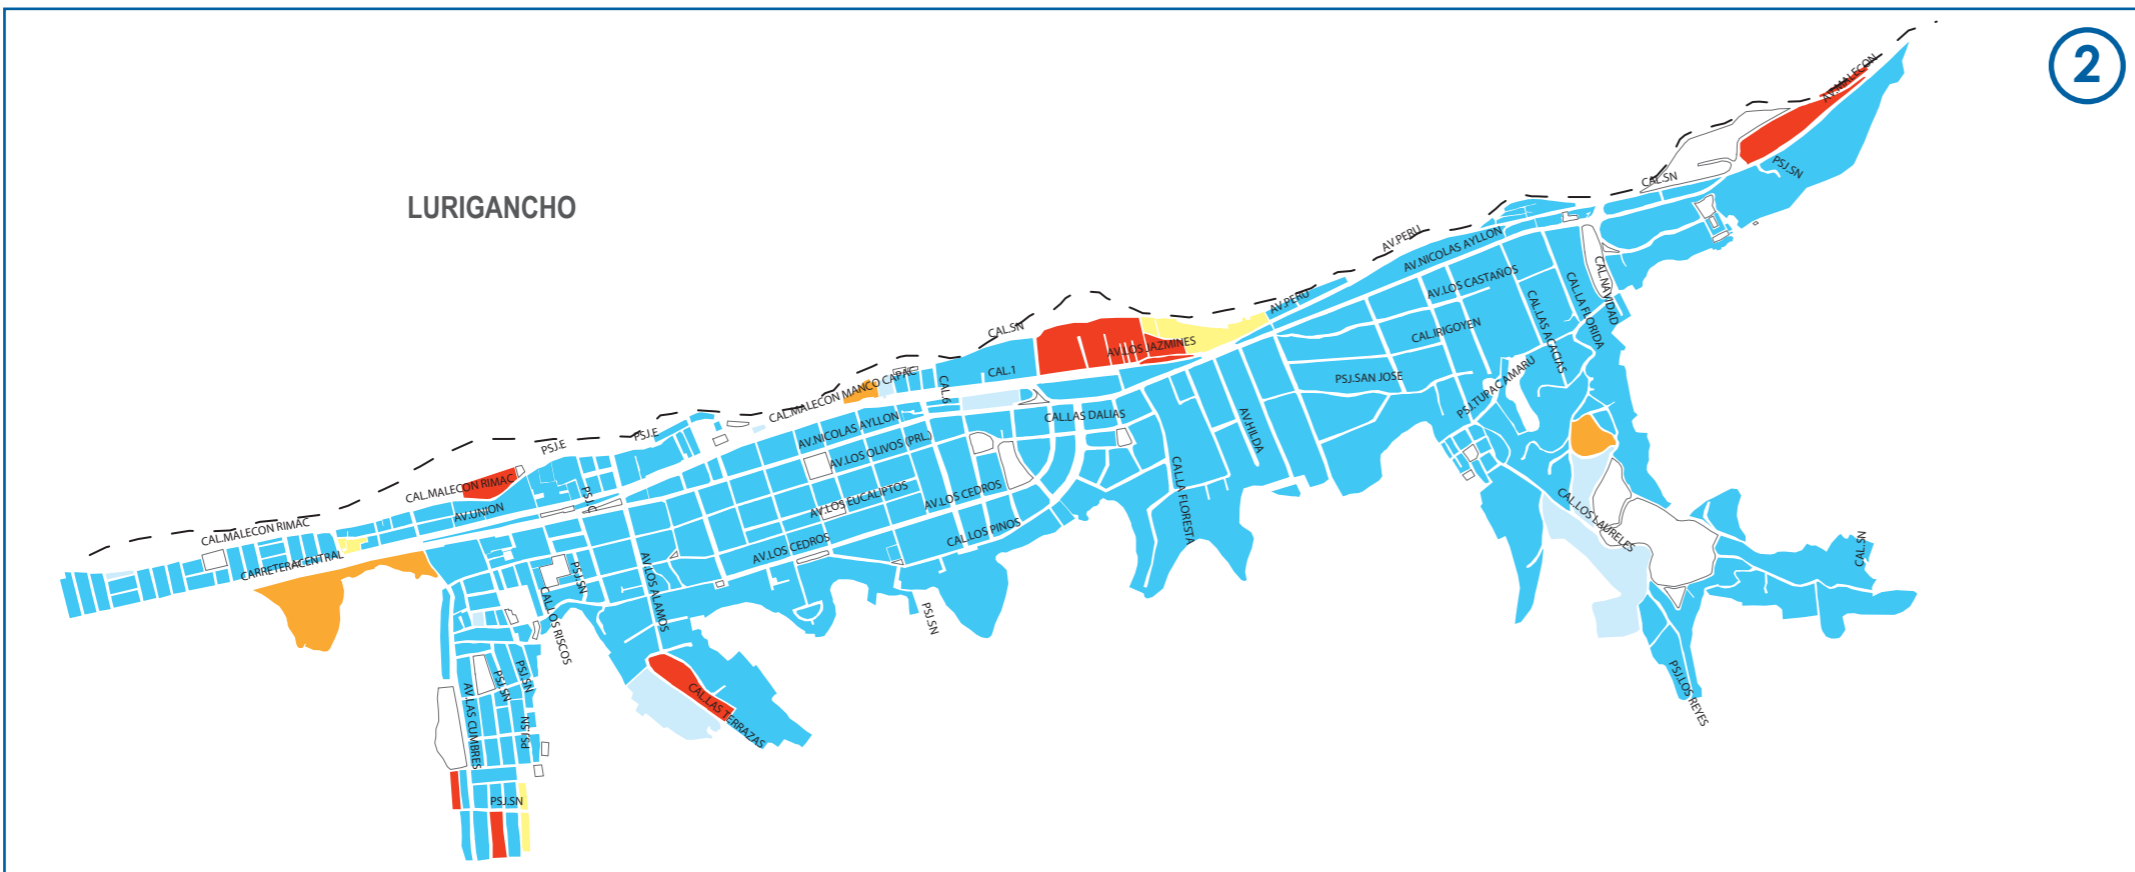 2
LURIGANCHO
AV.MALECON
PSJ.SN
CAL.SN
AV.PERU
AV.NICOLAS AYLLON
AV.LOS CASTAÑOS
CAL.NAVIDAD
CAL.LA FLORIDA
CAL.LAS ACACIAS
CAL.IRIGOYEN
AV.PERU
CAL.SN
AV.LOS JAZMINES
PSJ.SAN JOSE
PSJ.TUPAC AMARU
CAL.1
CAL.6
CAL.MALECON MANCO CAPAC
CAL.LAS DALIAS
AV.HILDA
AV.NICOLAS AYLLON
AV.LOS OLIVOS (PRL.)
PSJ.E
PSJ.E
CAL.MALECON RIMAC
AV.UNION
PSJ.C
AV.LOS EUCALIPTOS
AV.LOS CEDROS
CAL.LA FLORESTA
CAL.LOS LAURELES
CAL.MALECON RIMAC
CARRETERACENTRAL
AV.LOS CEDROS
CAL.LOS PINOS
CAL.SN
PSJ.SN
AV.LOS ALAMOS
CAL.LOS RISCOS
PSJ.SN
PSJ.SN
PSJ.SN
PSJ.SN
AV.LAS CUMBRES
CAL.LAS TERRAZAS
PSJ.LOS REYES
PSJ.SN